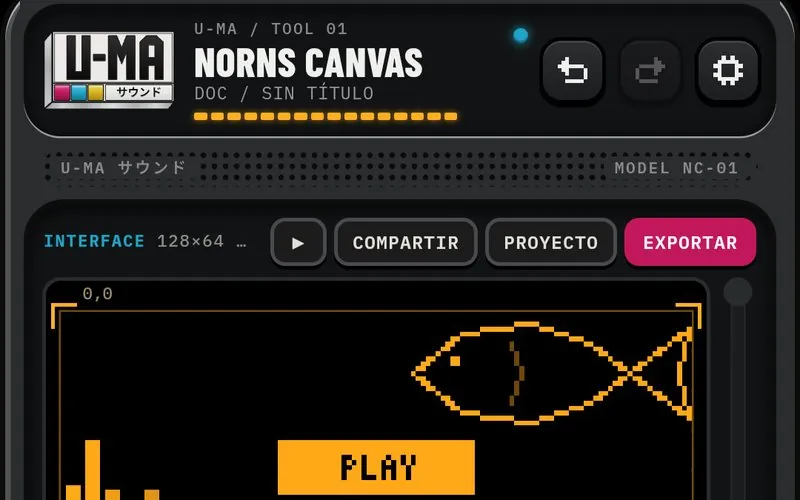 U-MA
サウンド
U-MA / TOOL 01
NORNS CANVAS
DOC / SIN TÍTULO
U-MA サウンド
MODEL NC-01
INTERFACE 128×64 …
▶ COMPARTIR PROYECTO EXPORTAR
0,0
PLAY